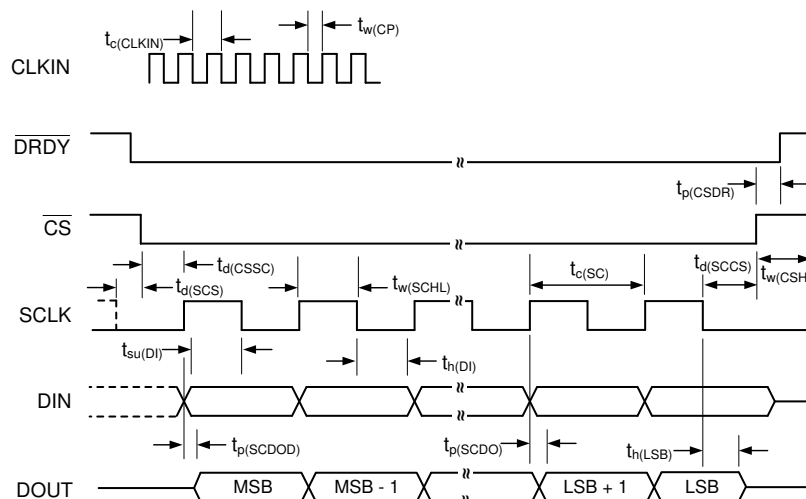 t_c(CLKIN)
t_w(CP)
CLKIN
DRDY
t_p(CSDR)
CS
t_d(CSSC)
t_d(SCS)
t_w(SCHL)
t_c(SC)
t_d(SCCS)
t_w(CSH
SCLK
t_su(DI)
t_h(DI)
DIN
t_p(SCDOD)
t_p(SCDO)
t_h(LSB)
DOUT
MSB
MSB - 1
LSB + 1
LSB